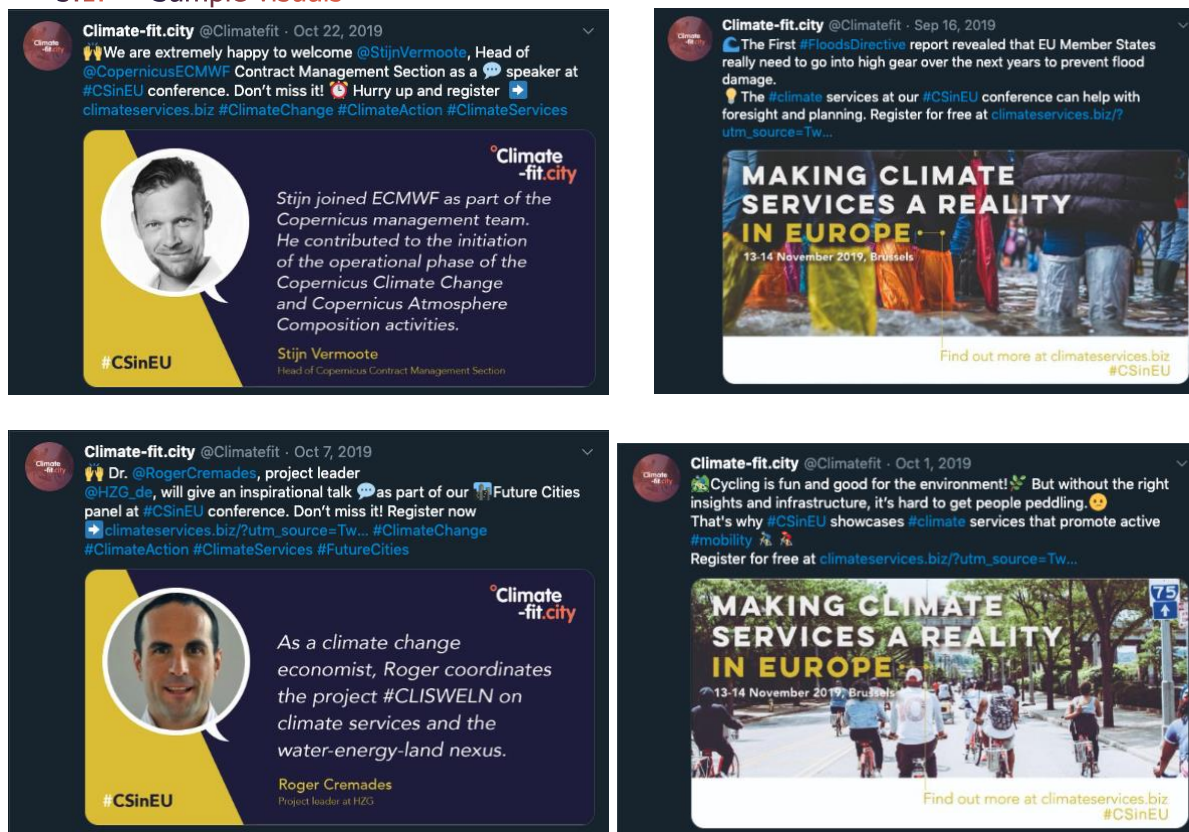 Sample visuals
Climate-fit.city @Climatefit · Oct 22, 2019
🙌We are extremely happy to welcome @StijnVermoote, Head of
@CopernicusECMWF Contract Management Section as a 💬 speaker at
#CSinEU conference. Don't miss it! ⏰ Hurry up and register ➡️
climateservices.biz #ClimateChange #ClimateAction #ClimateServices
°Climate
-fit.city
Stijn joined ECMWF as part of the
Copernicus management team.
He contributed to the initiation
of the operational phase of the
Copernicus Climate Change
and Copernicus Atmosphere
Composition activities.
Stijn Vermoote
Head of Copernicus Contract Management Section
#CSinEU
Climate-fit.city @Climatefit · Sep 16, 2019
🌊The First #FloodsDirective report revealed that EU Member States
really need to go into high gear over the next years to prevent flood
damage.
💡 The #climate services at our #CSinEU conference can help with
foresight and planning. Register for free at climateservices.biz/?
utm_source=Tw...
MAKING CLIMATE
SERVICES A REALITY
IN EUROPE
13-14 November 2019, Brussels
Find out more at climateservices.biz
#CSinEU
Climate-fit.city @Climatefit · Oct 7, 2019
🙌 Dr. @RogerCremades, project leader
@HZG_de, will give an inspirational talk 💬as part of our 🏙️Future Cities
panel at #CSinEU conference. Don't miss it! Register now
➡️climateservices.biz/?utm_source=Tw... #ClimateChange
#ClimateAction #ClimateServices #FutureCities
°Climate
-fit.city
As a climate change
economist, Roger coordinates
the project #CLISWELN on
climate services and the
water-energy-land nexus.
Roger Cremades
Project leader at HZG
#CSinEU
Climate-fit.city @Climatefit · Oct 1, 2019
🚵Cycling is fun and good for the environment!🌿 But without the right
insights and infrastructure, it's hard to get people peddling.😕
That's why #CSinEU showcases #climate services that promote active
#mobility 🚴 🚴
Register for free at climateservices.biz/?utm_source=Tw...
MAKING CLIMATE
SERVICES A REALITY
IN EUROPE
13-14 November 2019, Brussels
75
Find out more at climateservices.biz
#CSinEU